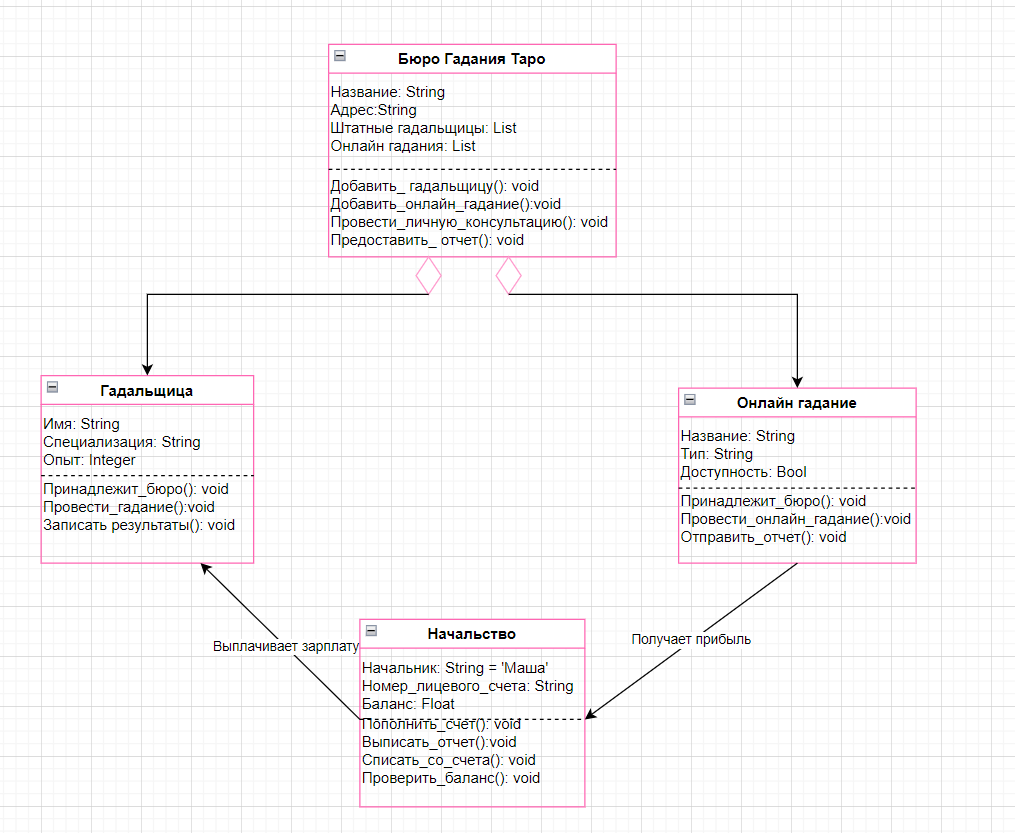 Бюро Гадания Таро
Название: String
Адрес:String
Штатные гадальщицы: List
Онлайн гадания: List
Добавить_ гадальщицу(): void
Добавить_онлайн_гадание():void
Провести_личную_консультацию(): void
Предоставить_ отчет(): void
Гадальщица
Имя: String
Специализация: String
Опыт: Integer
Принадлежит_бюро(): void
Провести_гадание():void
Записать результаты(): void
Онлайн гадание
Название: String
Тип: String
Доступность: Bool
Принадлежит_бюро(): void
Провести_онлайн_гадание():void
Отправить_отчет(): void
Выплачивает зарплату
Получает прибыль
Начальство
Начальник: String = 'Маша'
Номер_лицевого_счета: String
Баланс: Float
Пополнить_счет(): void
Выписать_отчет():void
Списать_со_счета(): void
Проверить_баланс(): void